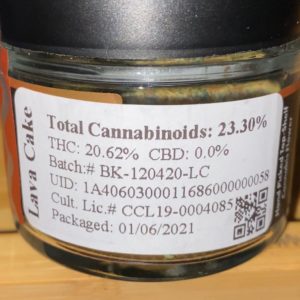 Lava Cake
Total Cannabinoids: 23.30%
THC: 20.62% CBD: 0.0%
Batch:# BK-120420-LC
UID: 1A4060300011686000000058
Cult. Lic.# CCL19-0004085
Packaged: 01/06/2021